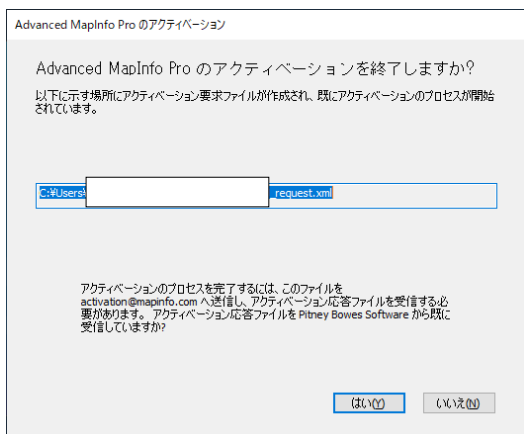 Advanced MapInfo Pro のアクティベーション
Advanced MapInfo Pro のアクティベーションを終了しますか?
以下に示す場所にアクティベーション要求ファイルが作成され、既にアクティベーションのプロセスが開始
されています。
C:¥Users¥ _request.xml
アクティベーションのプロセスを完了するには、このファイルを
activation@mapinfo.com へ送信し、アクティベーション応答ファイルを受信する必
要があります。 アクティベーション応答ファイルを Pitney Bowes Software から既に
受信していますか?
はい(Y) いいえ(N)